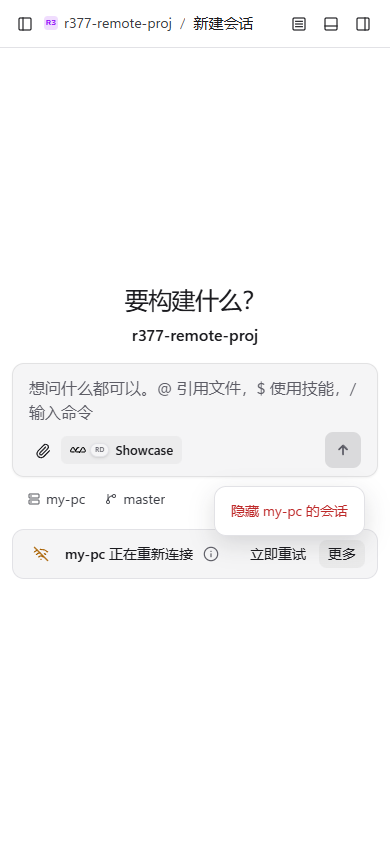 R3 r377-remote-proj / 新建会话
要构建什么？
r377-remote-proj
想问什么都可以。@ 引用文件，$ 使用技能，/
输入命令
RD Showcase
my-pc master
隐藏 my-pc 的会话
my-pc 正在重新连接 立即重试 更多